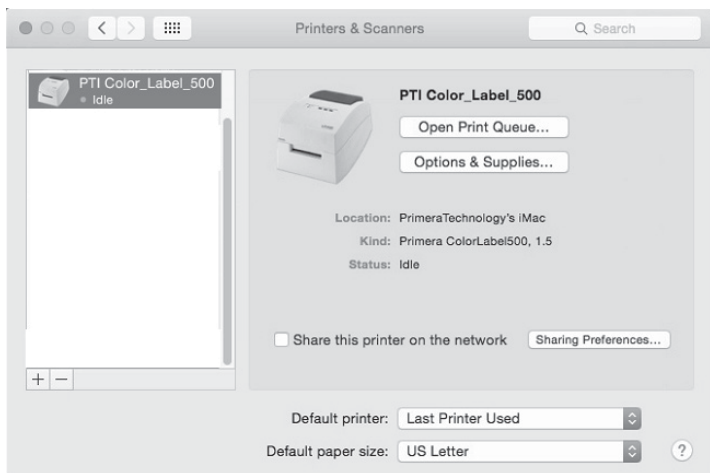 Printers & Scanners
Search
PTI Color_Label_500
Idle
+ −
PTI Color_Label_500
Open Print Queue...
Options & Supplies...
Location: PrimeraTechnology's iMac
Kind: Primera ColorLabel500, 1.5
Status: Idle
Share this printer on the network
Sharing Preferences...
Default printer: Last Printer Used
Default paper size: US Letter
?